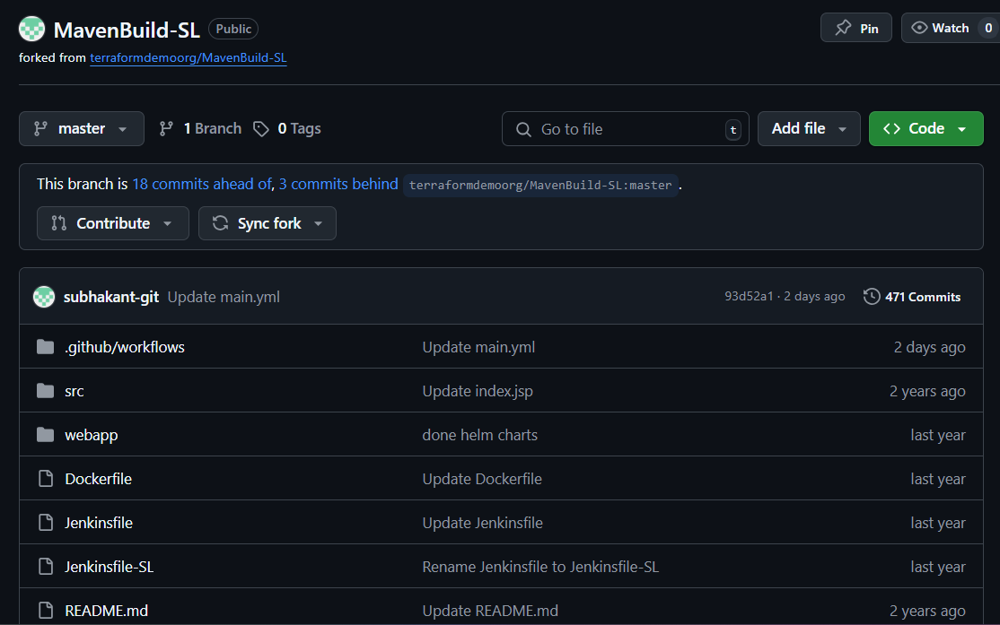 MavenBuild-SL Public Pin Watch 0
forked from terraformdemoorg/MavenBuild-SL
master 1 Branch 0 Tags Go to file t Add file Code
This branch is 18 commits ahead of, 3 commits behind terraformdemoorg/MavenBuild-SL:master .
Contribute Sync fork
subhakant-git Update main.yml 93d52a1 · 2 days ago 471 Commits
.github/workflows Update main.yml 2 days ago
src Update index.jsp 2 years ago
webapp done helm charts last year
Dockerfile Update Dockerfile last year
Jenkinsfile Update Jenkinsfile last year
Jenkinsfile-SL Rename Jenkinsfile to Jenkinsfile-SL last year
README.md Update README.md 2 years ago